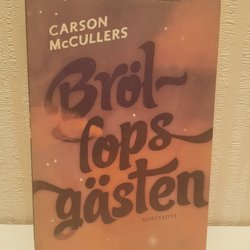 CARSON
McCULLERS
Bröl-
lops
gästen
NORSTEDTS